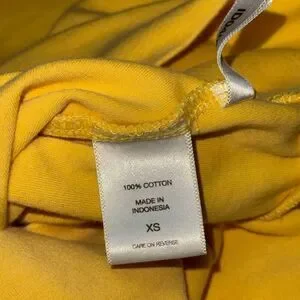 100% COTTON
MADE IN
INDONESIA
XS
CARE ON REVERSE